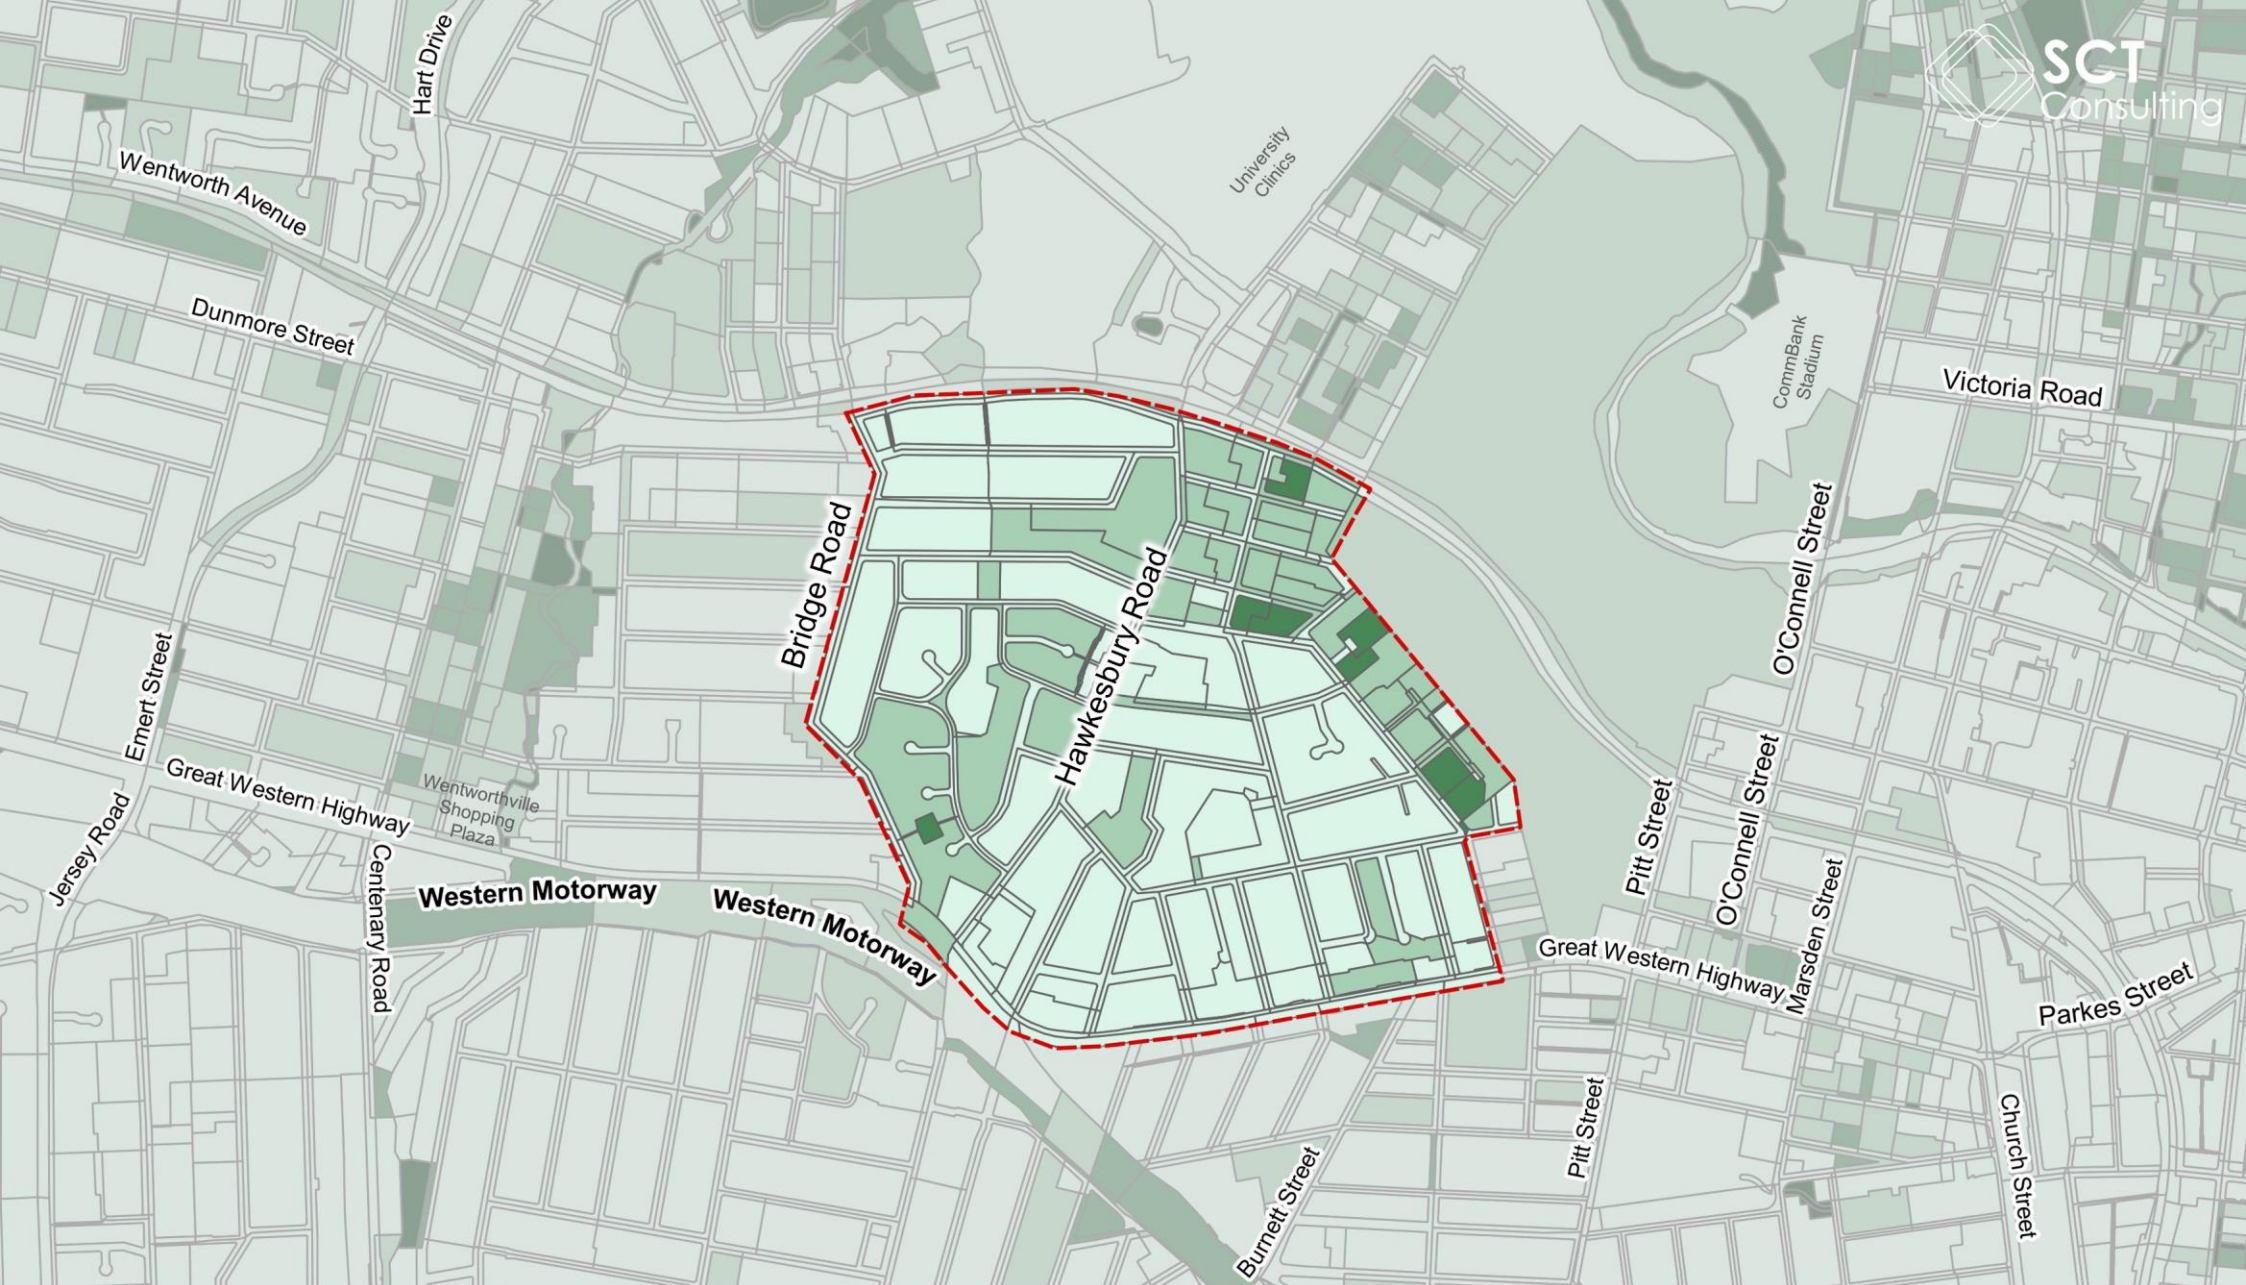 Hart Drive
SCT
Consulting
University
Clinics
Wentworth Avenue
Dunmore Street
CommBank
Stadium
Victoria Road
Bridge Road
Hawkesbury Road
O'Connell Street
Emert Street
Great Western Highway
Wentworthville
Shopping
Plaza
Jersey Road
Centenary Road
Western Motorway
Western Motorway
Pitt Street
O'Connell Street
Marsden Street
Great Western Highway
Parkes Street
Pitt Street
Church Street
Burnett Street